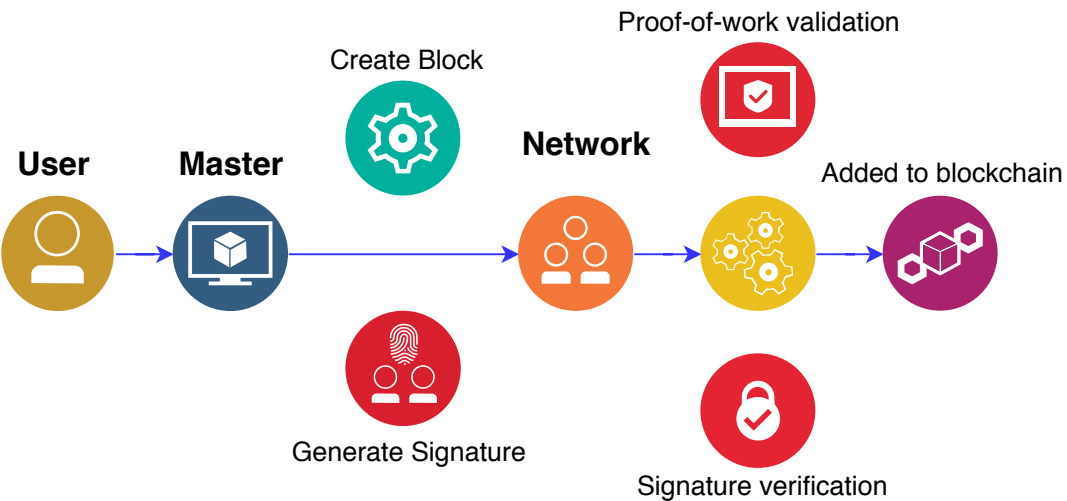 Proof-of-work validation
Create Block
Network
User
Master
Added to blockchain
Generate Signature
Signature verification